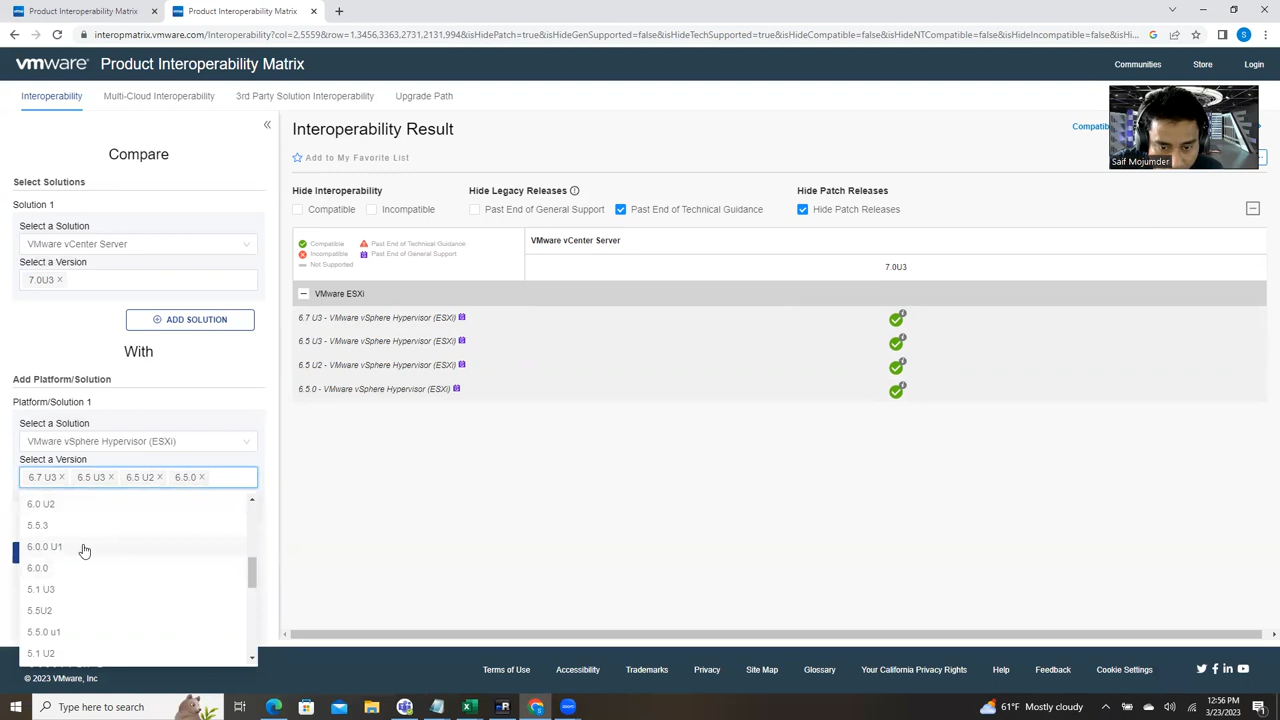 Product Interoperability Matrix
Product Interoperability Matrix
interopmatrix.vmware.com/Interoperability?col=2,5559&row=1,3456,3363,2731,2131,994&isHidePatch=true&isHideGenSupported=false&isHideTechSupported=true&isHideCompatible=false&isHideNTCompatible=false&isHideIncompatible=false&isHi...
S
vmware Product Interoperability Matrix
Communities
Store
Login
Interoperability
Multi-Cloud Interoperability
3rd Party Solution Interoperability
Upgrade Path
Compare
Select Solutions
Solution 1
Select a Solution
VMware vCenter Server
Select a Version
7.0U3
ADD SOLUTION
With
Add Platform/Solution
Platform/Solution 1
Select a Solution
VMware vSphere Hypervisor (ESXi)
Select a Version
6.7 U3
6.5 U3
6.5 U2
6.5.0
6.0 U2
5.5.3
6.0.0 U1
6.0.0
5.1 U3
5.5U2
5.5.0 u1
5.1 U2
Interoperability Result
Add to My Favorite List
Saif Mojumder
Hide Interoperability
Compatible
Incompatible
Hide Legacy Releases
Past End of General Support
Past End of Technical Guidance
Hide Patch Releases
Hide Patch Releases
Compatible
Past End of Technical Guidance
Incompatible
Past End of General Support
Not Supported
VMware vCenter Server
7.0U3
VMware ESXi
6.7 U3 - VMware vSphere Hypervisor (ESXi)
6.5 U3 - VMware vSphere Hypervisor (ESXi)
6.5 U2 - VMware vSphere Hypervisor (ESXi)
6.5.0 - VMware vSphere Hypervisor (ESXi)
© 2023 VMware, Inc
Terms of Use
Accessibility
Trademarks
Privacy
Site Map
Glossary
Your California Privacy Rights
Help
Feedback
Cookie Settings
Type here to search
61°F Mostly cloudy
12:56 PM
3/23/2023